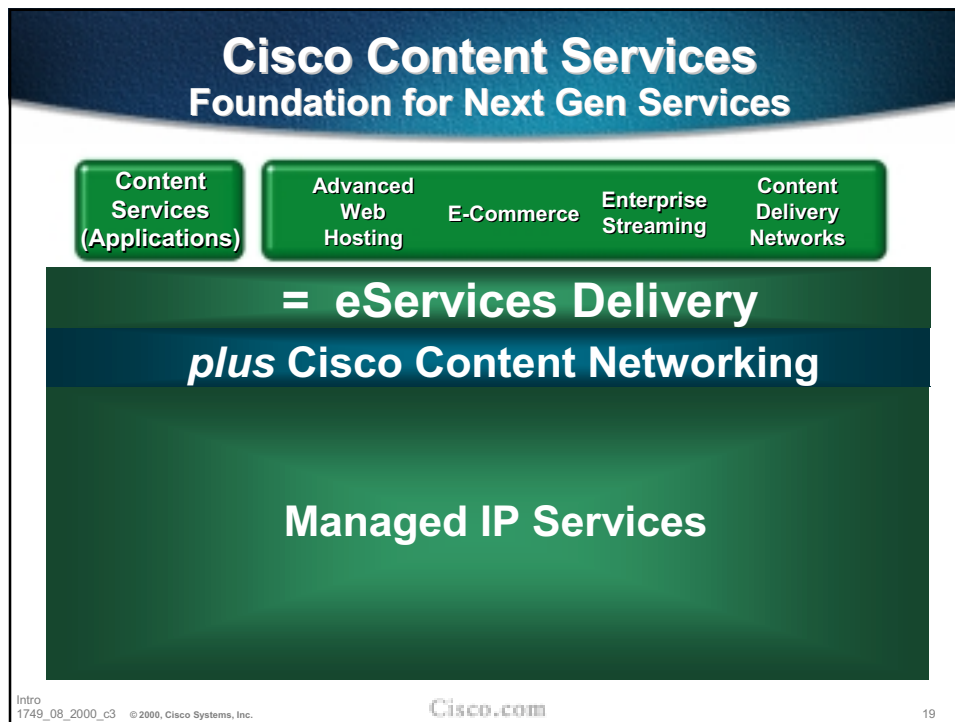 Cisco Content Services
Foundation for Next Gen Services
Content
Services
(Applications)
Advanced
Web
Hosting
E-Commerce
Enterprise
Streaming
Content
Delivery
Networks
= eServices Delivery
plus Cisco Content Networking
Managed IP Services
Intro
1749_08_2000_c3 © 2000, Cisco Systems, Inc.
Cisco.com
19